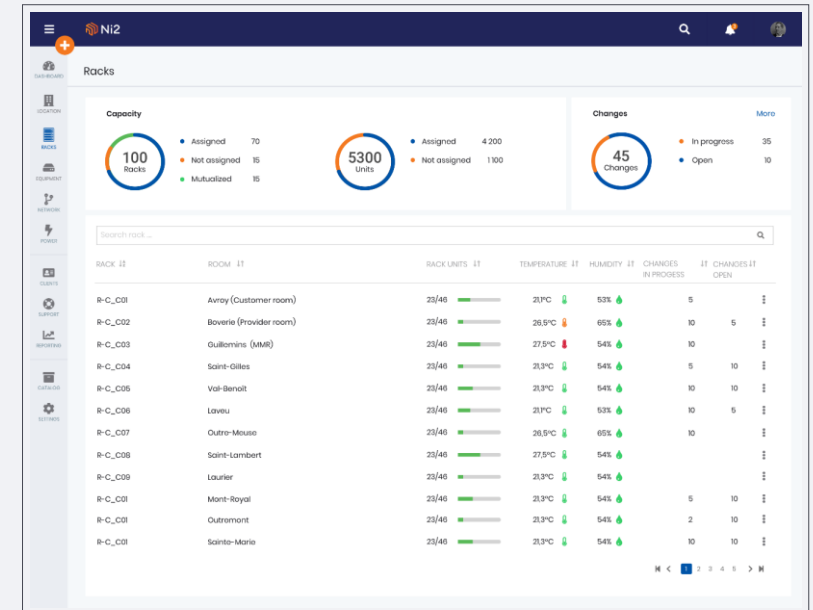 Ni2
DASHBOARD
Racks
LOCATION
RACKS
EQUIPMENT
NETWORK
POWER
CLIENTS
SUPPORT
REPORTING
CATALOG
SETTINGS
Capacity
100
Racks
Assigned 70
Not assigned 15
Mutualized 15
5300
Units
Assigned 4 200
Not assigned 1 100
Changes More
45
Changes
In progress 35
Open 10
Search rack ...
RACK ROOM RACK UNITS TEMPERATURE HUMIDITY CHANGES IN PROGESS CHANGES OPEN
R-C_C01 Avroy (Customer room) 23/46 21,1°C 53% 5
R-C_C02 Boverie (Provider room) 23/46 26,5°C 65% 10 5
R-C_C03 Guillemins (MMR) 23/46 27,5°C 54% 10
R-C_C04 Saint-Gilles 23/46 21,3°C 54% 5 10
R-C_C05 Val-Benoît 23/46 21,3°C 54% 10 10
R-C_C06 Laveu 23/46 21,1°C 53% 10 5
R-C_C07 Outre-Meuse 23/46 26,5°C 65% 10
R-C_C08 Saint-Lambert 23/46 27,5°C 54%
R-C_C09 Laurier 23/46 21,3°C 54%
R-C_C01 Mont-Royal 23/46 21,3°C 54% 5 10
R-C_C01 Outremont 23/46 21,3°C 54% 2 10
R-C_C01 Sainte-Marie 23/46 21,3°C 54% 10 10
1 2 3 4 5